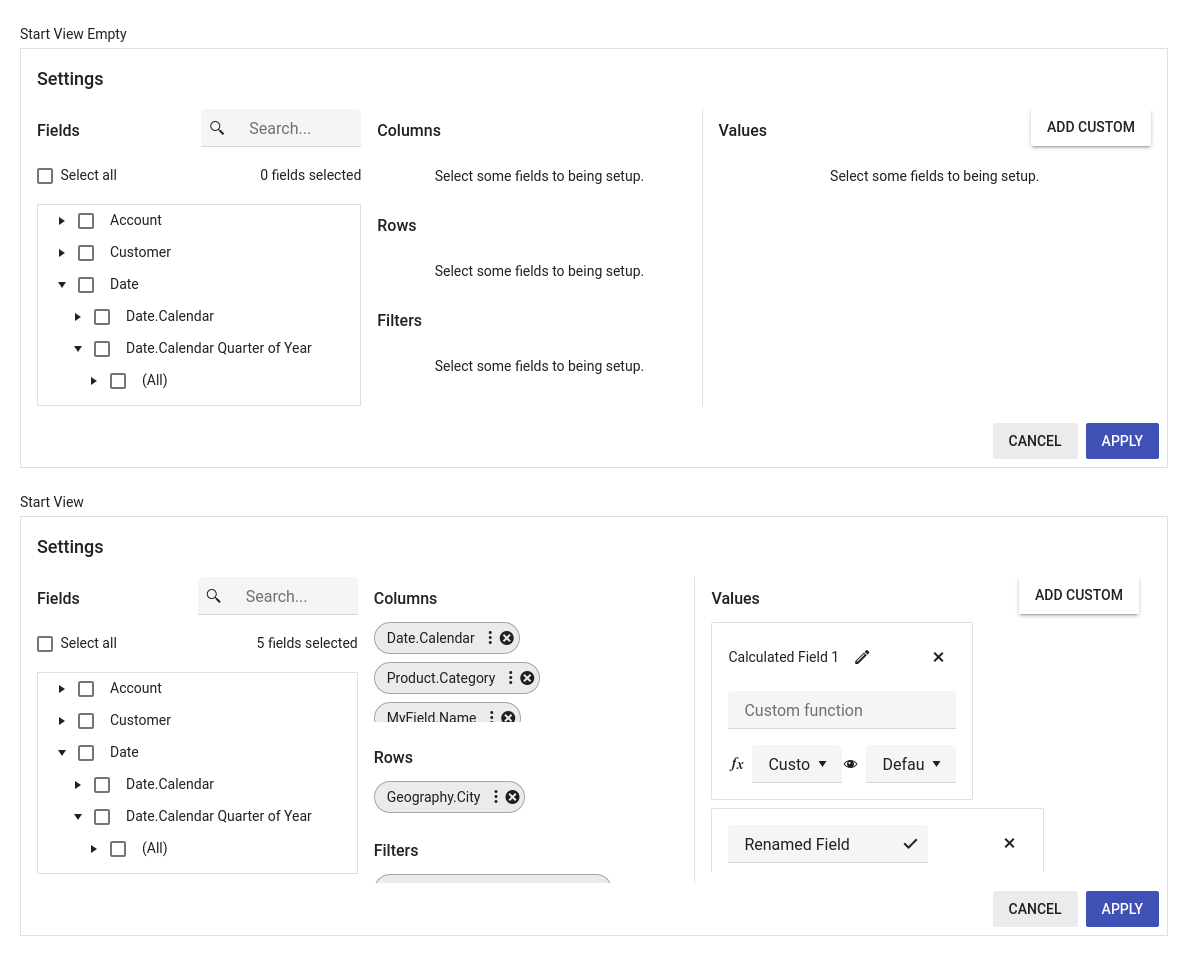 Start View Empty
Settings
Fields
Search...
Select all
0 fields selected
Account
Customer
Date
Date.Calendar
Date.Calendar Quarter of Year
(All)
Columns
Select some fields to being setup.
Rows
Select some fields to being setup.
Filters
Select some fields to being setup.
Values
ADD CUSTOM
Select some fields to being setup.
CANCEL
APPLY
Start View
Settings
Fields
Search...
Select all
5 fields selected
Account
Customer
Date
Date.Calendar
Date.Calendar Quarter of Year
(All)
Columns
Date.Calendar
Product.Category
MyField.Name
Rows
Geography.City
Filters
Values
ADD CUSTOM
Calculated Field 1
Custom function
fx
Custo
Defau
Renamed Field
CANCEL
APPLY